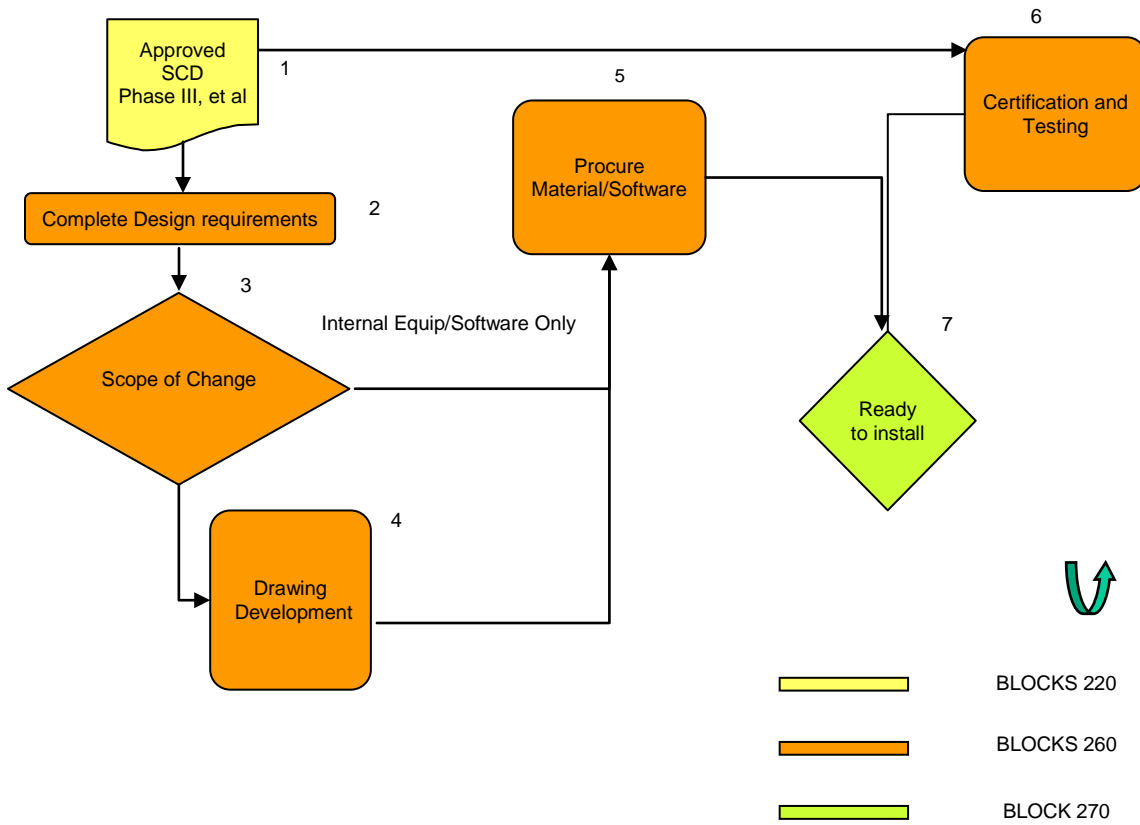 Approved
SCD
Phase III, et al
1
Complete Design requirements
2
3
Scope of Change
Internal Equip/Software Only
4
Drawing
Development
5
Procure
Material/Software
6
Certification and
Testing
7
Ready
to install
BLOCKS 220
BLOCKS 260
BLOCK 270